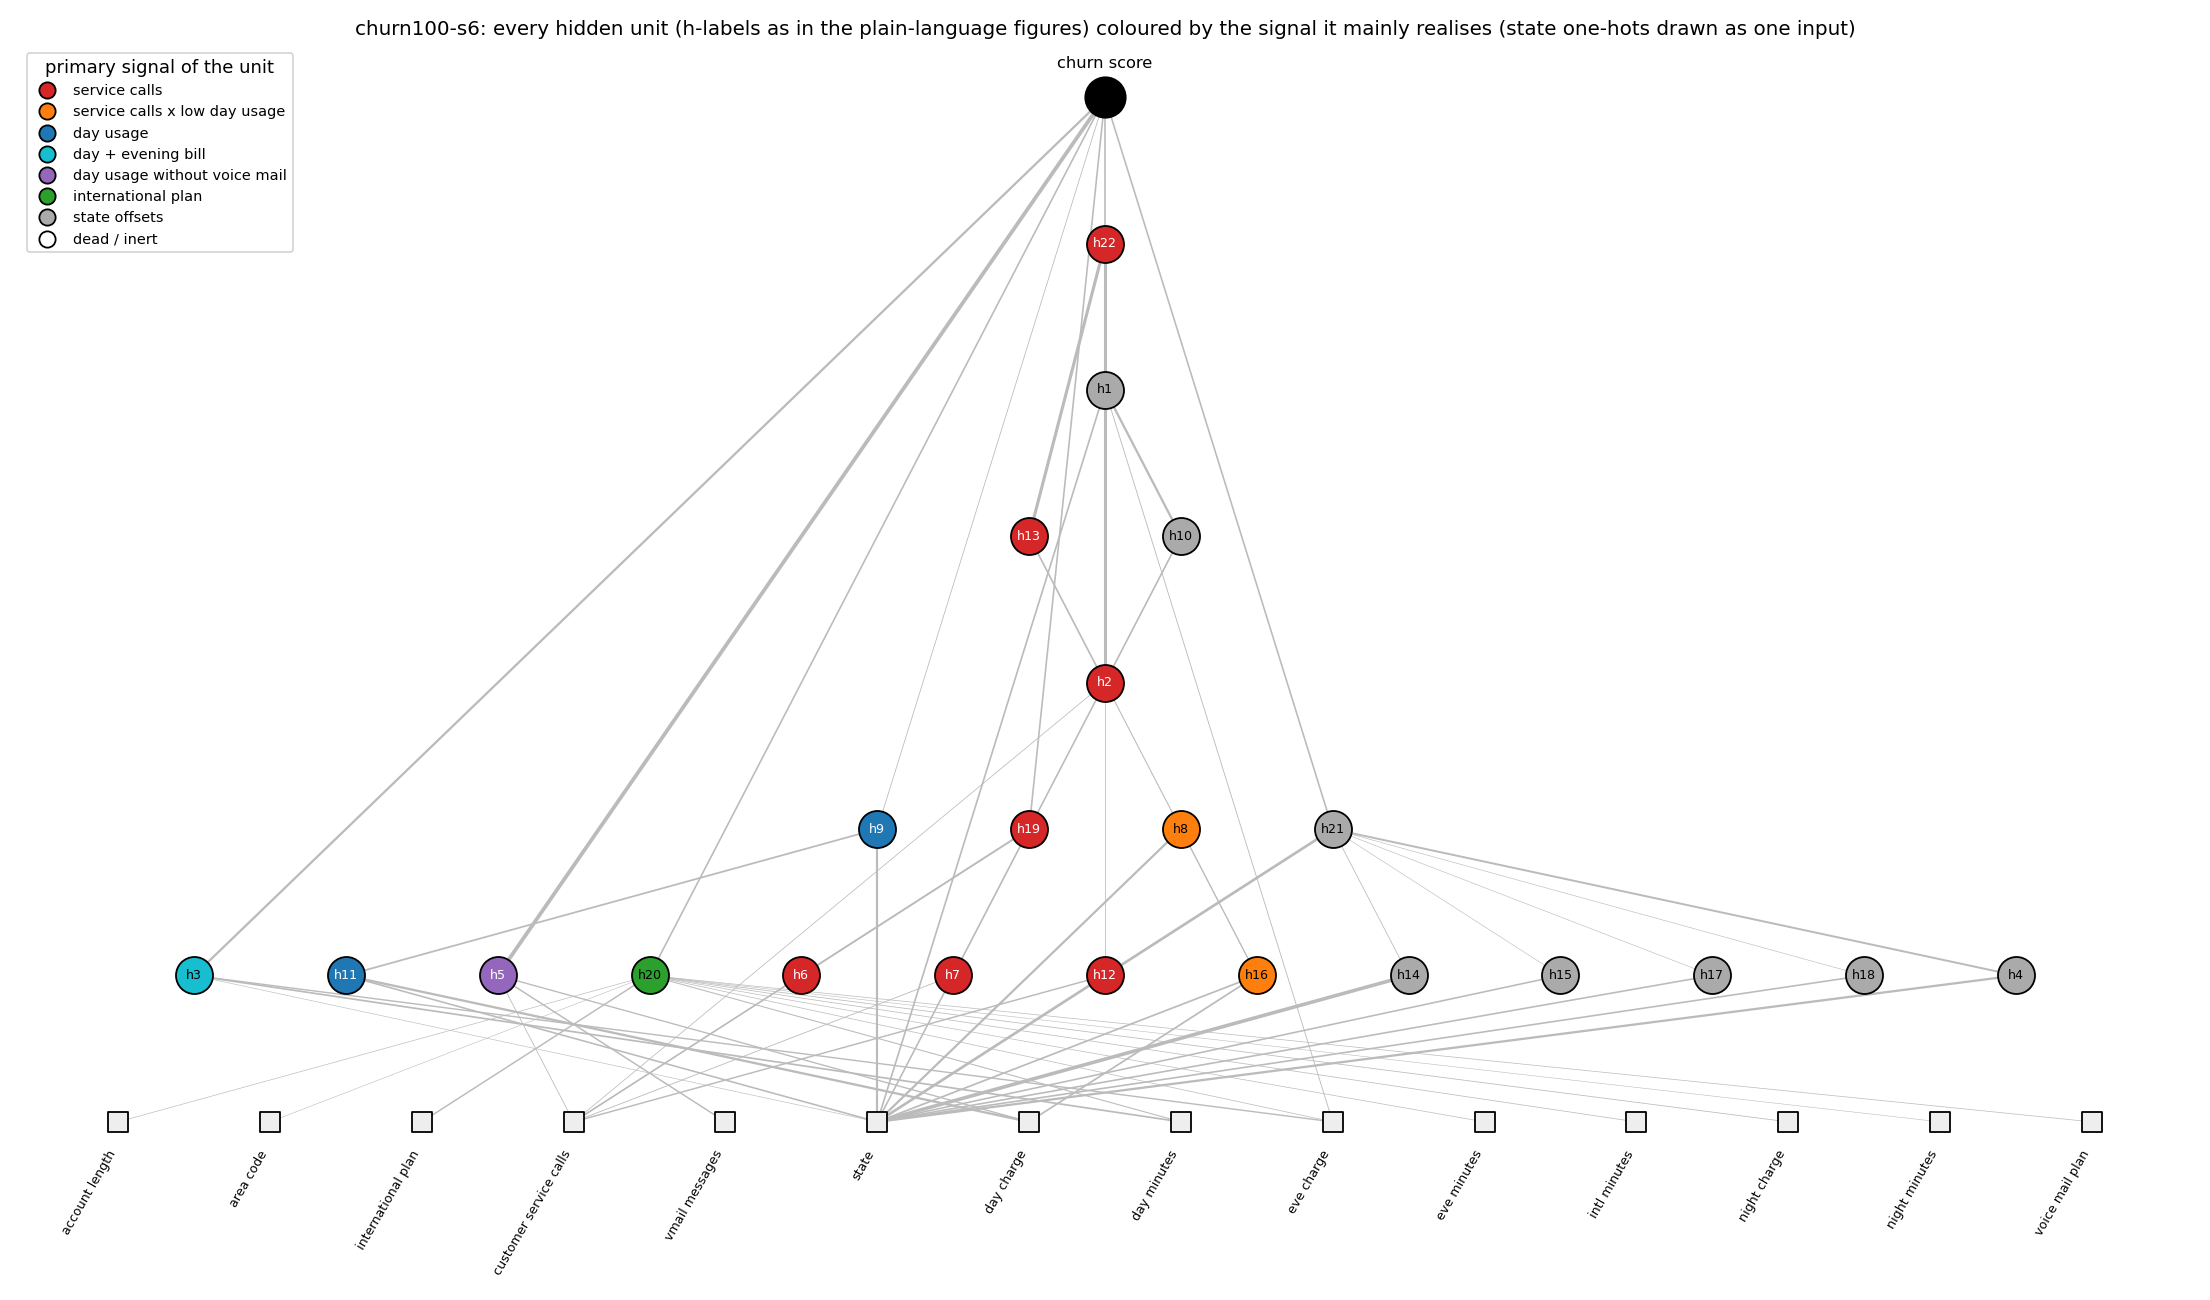 churn100-s6: every hidden unit (h-labels as in the plain-language figures) coloured by the signal it mainly realises (state one-hots drawn as one input)
primary signal of the unit
service calls
service calls x low day usage
day usage
day + evening bill
day usage without voice mail
international plan
state offsets
dead / inert
churn score
h22
h1
h13
h10
h2
h9
h19
h8
h21
h3
h11
h5
h20
h6
h7
h12
h16
h14
h15
h17
h18
h4
account length
area code
international plan
customer service calls
vmail messages
state
day charge
day minutes
eve charge
eve minutes
intl minutes
night charge
night minutes
voice mail plan